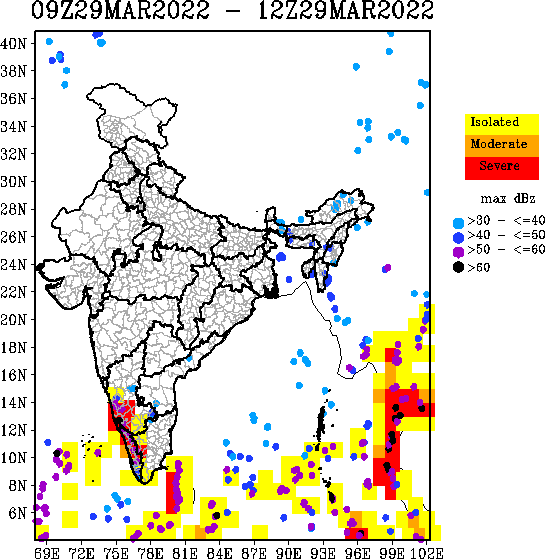 09Z29MAR2022 - 12Z29MAR2022
40N
38N
36N
34N
32N
30N
28N
26N
24N
22N
20N
18N
16N
14N
12N
10N
8N
6N
69E 72E 75E 78E 81E 84E 87E 90E 93E 96E 99E 102E
Isolated
Moderate
Severe
max dBz
>30 - <=40
>40 - <=50
>50 - <=60
>60